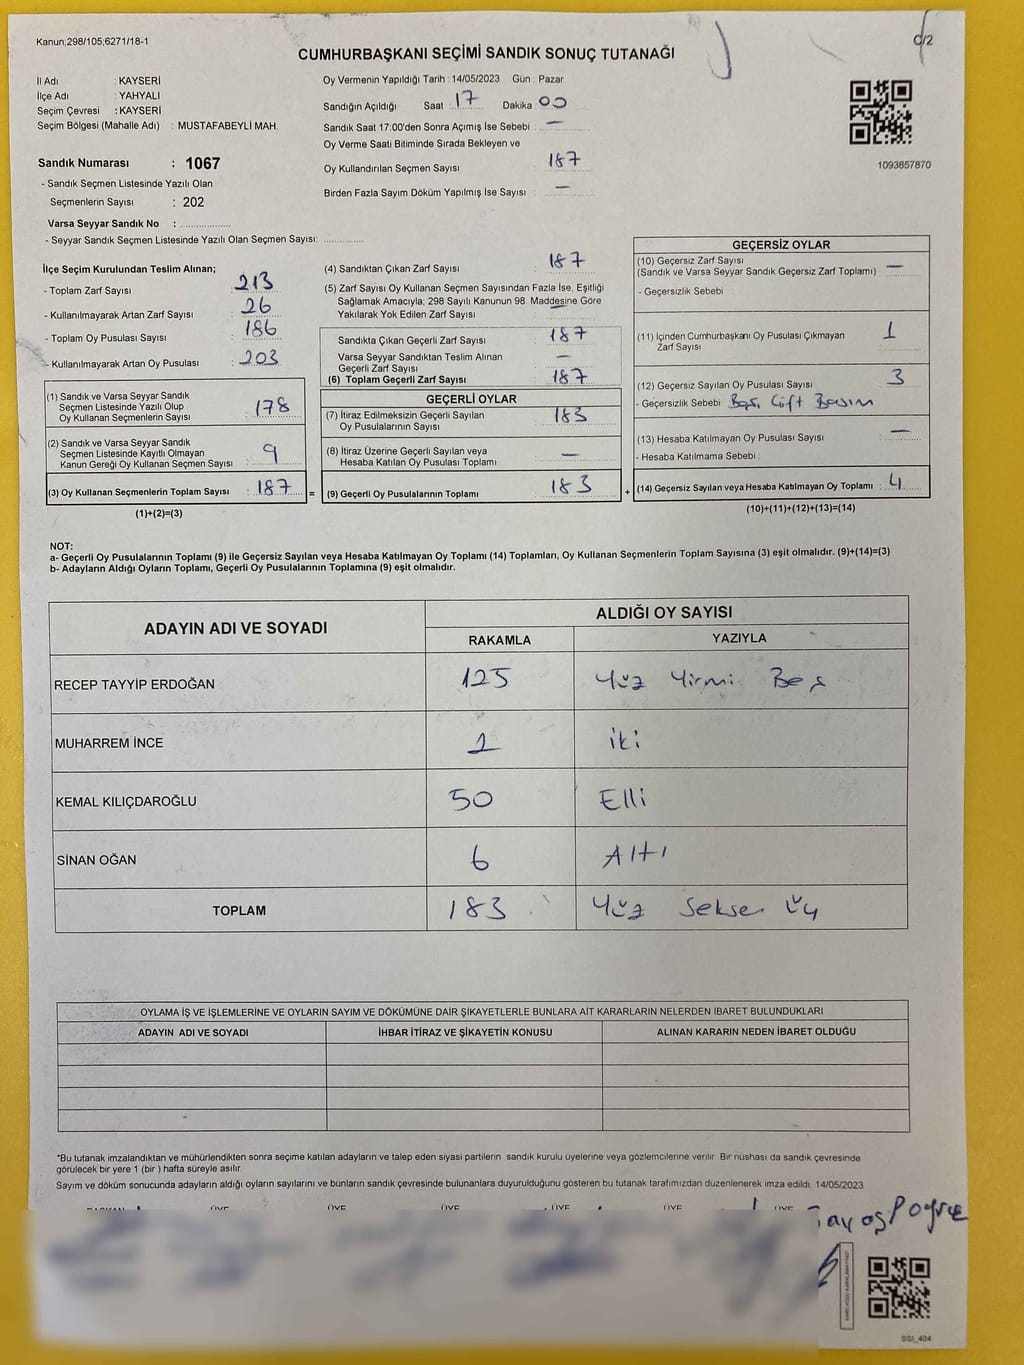 Kanun;298/105;6271/18-1
C/2
CUMHURBAŞKANI SEÇİMİ SANDIK SONUÇ TUTANAĞI
İl Adı : KAYSERİ
İlçe Adı : YAHYALI
Seçim Çevresi : KAYSERİ
Seçim Bölgesi (Mahalle Adı) : MUSTAFABEYLİ MAH.
Sandık Numarası : 1067
- Sandık Seçmen Listesinde Yazılı Olan
Seçmenlerin Sayısı : 202
Varsa Seyyar Sandık No :
- Seyyar Sandık Seçmen Listesinde Yazılı Olan Seçmen Sayısı:
Oy Vermenin Yapıldığı Tarih : 14/05/2023 Gün : Pazar
Sandığın Açıldığı Saat : 17 Dakika : 00
Sandık Saat 17:00'den Sonra Açımış İse Sebebi : —
Oy Verme Saati Bitiminde Sırada Bekleyen ve
Oy Kullandırılan Seçmen Sayısı : 187
Birden Fazla Sayım Döküm Yapılmış İse Sayısı : —
1093857870
İlçe Seçim Kurulundan Teslim Alınan;
- Toplam Zarf Sayısı : 213
- Kullanılmayarak Artan Zarf Sayısı : 26
- Toplam Oy Pusulası Sayısı : 186
- Kullanılmayarak Artan Oy Pusulası : 203
(1) Sandık ve Varsa Seyyar Sandık
Seçmen Listesinde Yazılı Olup
Oy Kullanan Seçmenlerin Sayısı : 178
(2) Sandık ve Varsa Seyyar Sandık
Seçmen Listesinde Kayıtlı Olmayan
Kanun Gereği Oy Kullanan Seçmen Sayısı : 9
(3) Oy Kullanan Seçmenlerin Toplam Sayısı : 187
(1)+(2)=(3)
(4) Sandıktan Çıkan Zarf Sayısı : 187
(5) Zarf Sayısı Oy Kullanan Seçmen Sayısından Fazla İse, Eşitliği
Sağlamak Amacıyla; 298 Sayılı Kanunun 98. Maddesine Göre
Yakılarak Yok Edilen Zarf Sayısı : —
Sandıkta Çıkan Geçerli Zarf Sayısı : 187
Varsa Seyyar Sandıktan Teslim Alınan
Geçerli Zarf Sayısı : —
(6) Toplam Geçerli Zarf Sayısı : 187
GEÇERLİ OYLAR
(7) İtiraz Edilmeksizin Geçerli Sayılan
Oy Pusulalarının Sayısı : 183
(8) İtiraz Üzerine Geçerli Sayılan veya
Hesaba Katılan Oy Pusulası Toplamı : —
= (9) Geçerli Oy Pusulalarının Toplamı : 183
GEÇERSİZ OYLAR
(10) Geçersiz Zarf Sayısı
(Sandık ve Varsa Seyyar Sandık Geçersiz Zarf Toplamı) : —
- Geçersizlik Sebebi :
(11) İçinden Cumhurbaşkanı Oy Pusulası Çıkmayan
Zarf Sayısı : 1
(12) Geçersiz Sayılan Oy Pusulası Sayısı : 3
- Geçersizlik Sebebi : Boş, Çift Basım
(13) Hesaba Katılmayan Oy Pusulası Sayısı : —
- Hesaba Katılmama Sebebi :
+ (14) Geçersiz Sayılan veya Hesaba Katılmayan Oy Toplamı : 4
(10)+(11)+(12)+(13)=(14)
NOT:
a- Geçerli Oy Pusulalarının Toplamı (9) ile Geçersiz Sayılan veya Hesaba Katılmayan Oy Toplamı (14) Toplamları, Oy Kullanan Seçmenlerin Toplam Sayısına (3) eşit olmalıdır. (9)+(14)=(3)
b- Adayların Aldığı Oyların Toplamı, Geçerli Oy Pusulalarının Toplamına (9) eşit olmalıdır.
ADAYIN ADI VE SOYADI ALDIĞI OY SAYISI
RAKAMLA YAZIYLA
RECEP TAYYİP ERDOĞAN 125 Yüz Yirmi Beş
MUHARREM İNCE 2 iki
KEMAL KILIÇDAROĞLU 50 Elli
SİNAN OĞAN 6 Altı
TOPLAM 183 Yüz Seksen Üç
OYLAMA İŞ VE İŞLEMLERİNE VE OYLARIN SAYIM VE DÖKÜMÜNE DAİR ŞİKAYETLERLE BUNLARA AİT KARARLARIN NELERDEN İBARET BULUNDUKLARI
ADAYIN ADI VE SOYADI İHBAR İTİRAZ VE ŞİKAYETİN KONUSU ALINAN KARARIN NEDEN İBARET OLDUĞU
*Bu tutanak imzalandıktan ve mühürlendikten sonra seçime katılan adayların ve talep eden siyasi partilerin sandık kurulu üyelerine veya gözlemcilerine verilir. Bir nüshası da sandık çevresinde
görülecek bir yere 1 (bir ) hafta süreyle asılır.
Sayım ve döküm sonucunda adayların aldığı oyların sayılarını ve bunların sandık çevresinde bulunanlara duyurulduğunu gösteren bu tutanak tarafımızdan düzenlenerek imza edildi. 14/05/2023
BAŞKAN ÜYE ÜYE ÜYE ÜYE ÜYE ÜYE
SSI_404